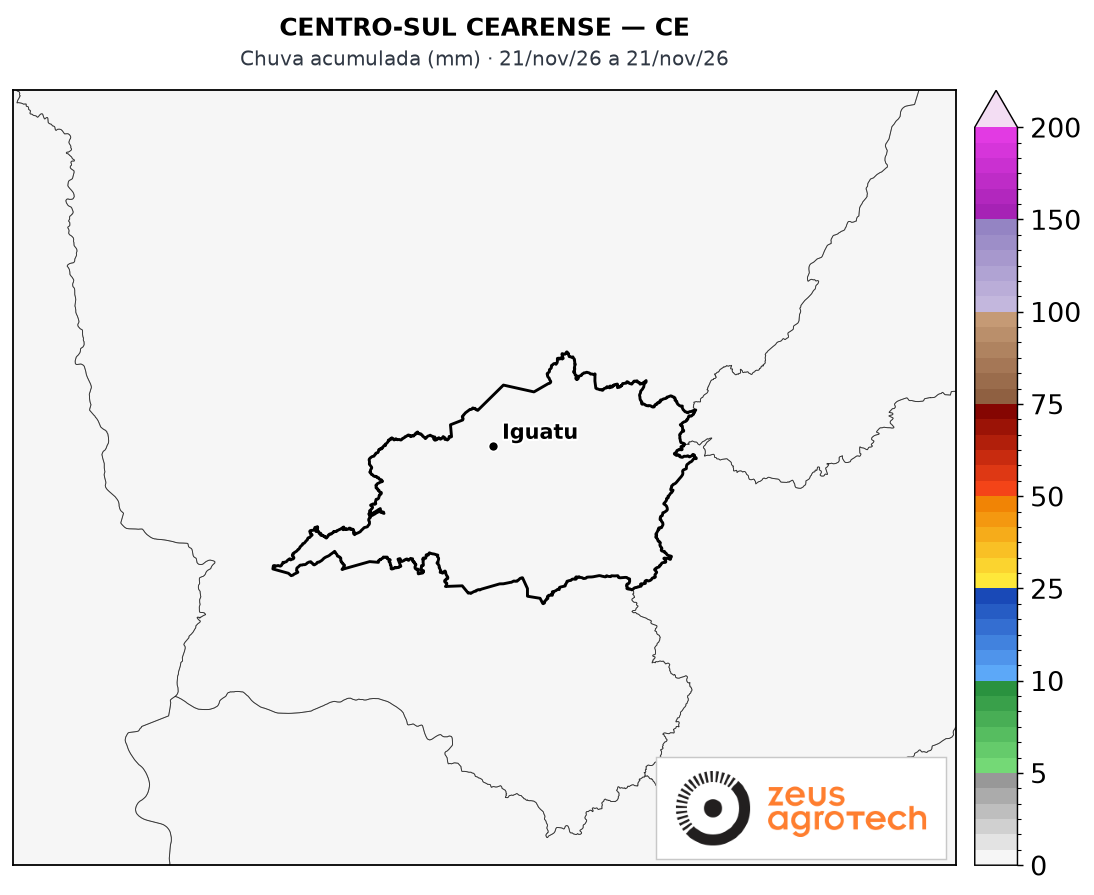 CENTRO-SUL CEARENSE — CE
Chuva acumulada (mm) · 21/nov/26 a 21/nov/26
200
150
100
75
50
25
10
5
0
Iguatu
zeus
agrotech